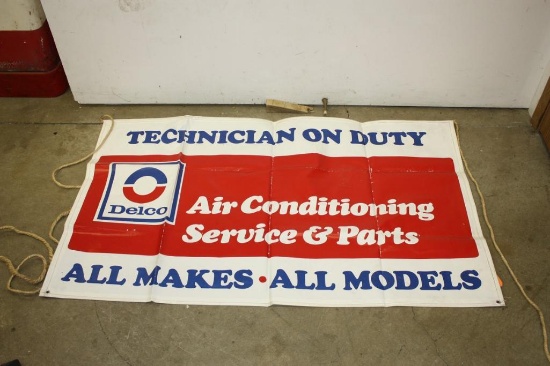 TECHNICIAN ON DUTY
Delco
Air Conditioning
Service & Parts
ALL MAKES • ALL MODELS